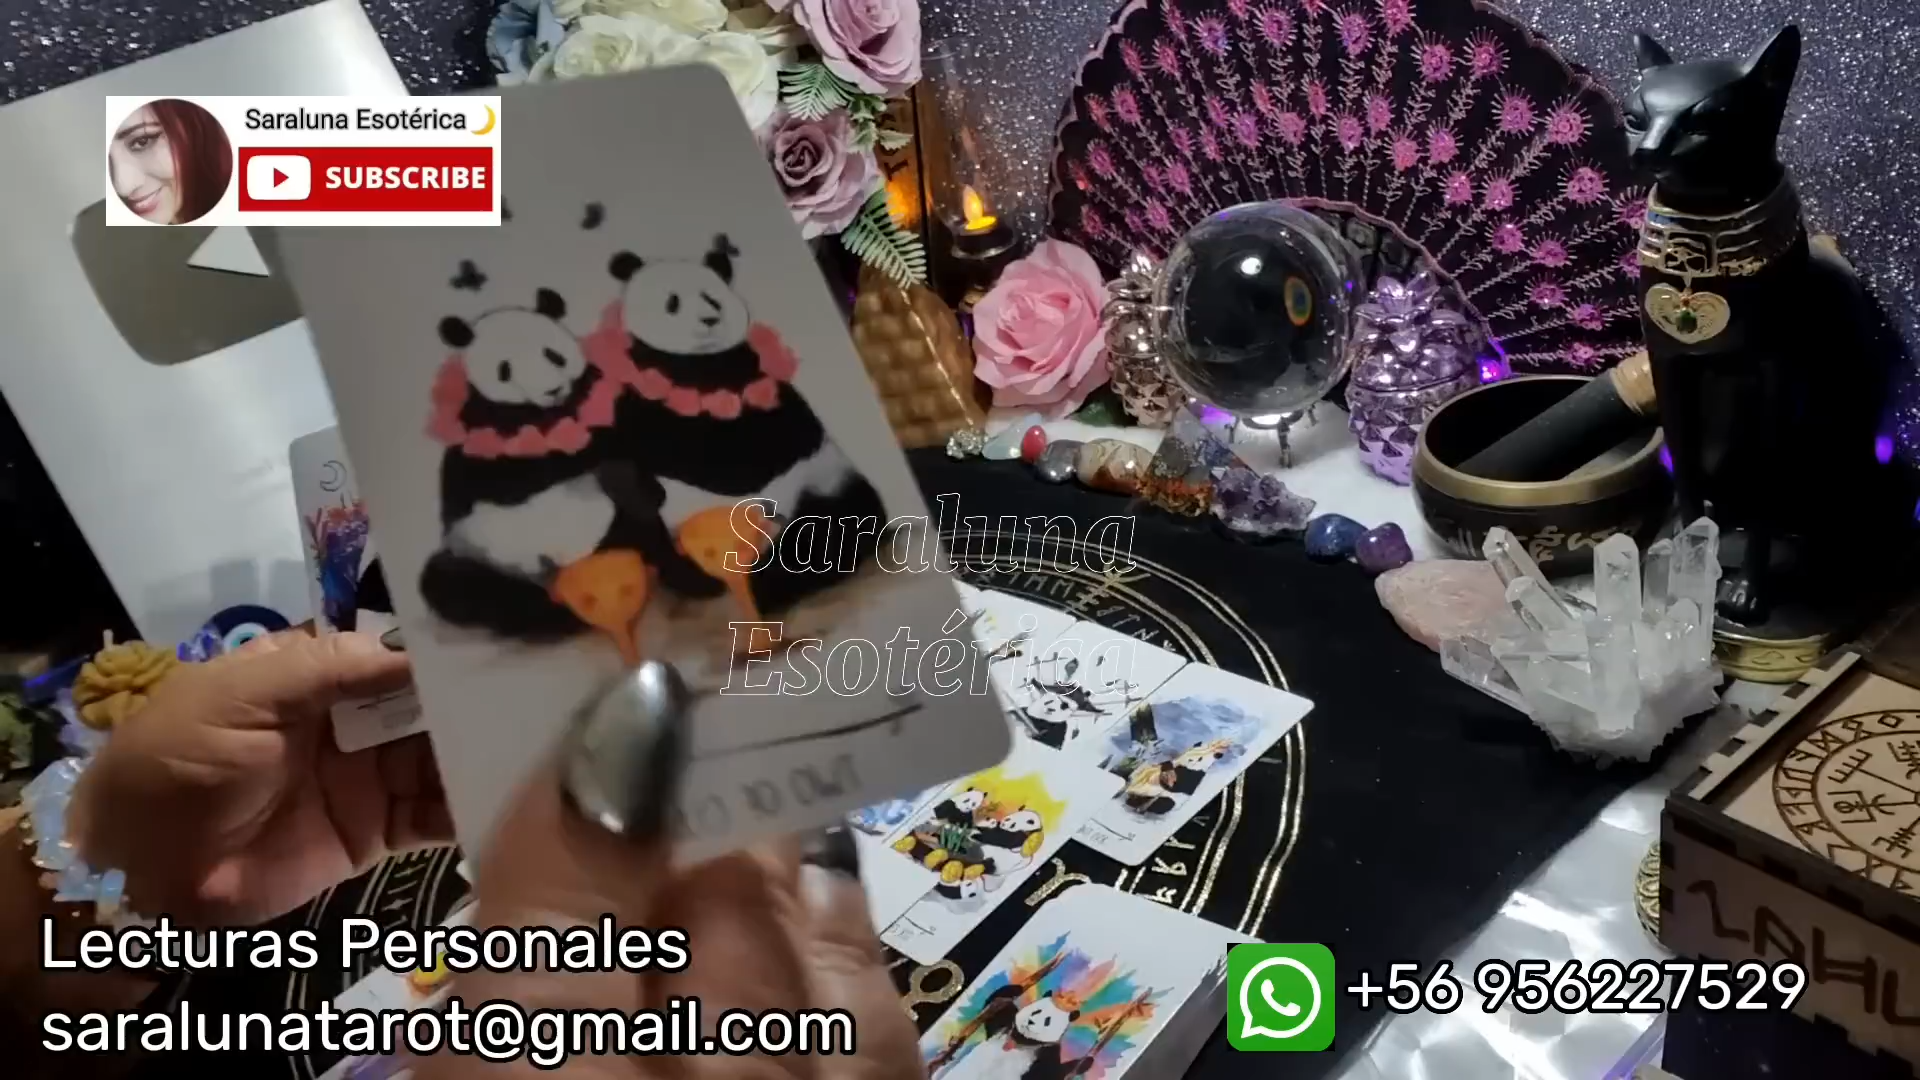 Saraluna Esotérica🌙
SUBSCRIBE
Saraluna
Esotérica
Lecturas Personales
saralunatarot@gmail.com
+56 956227529